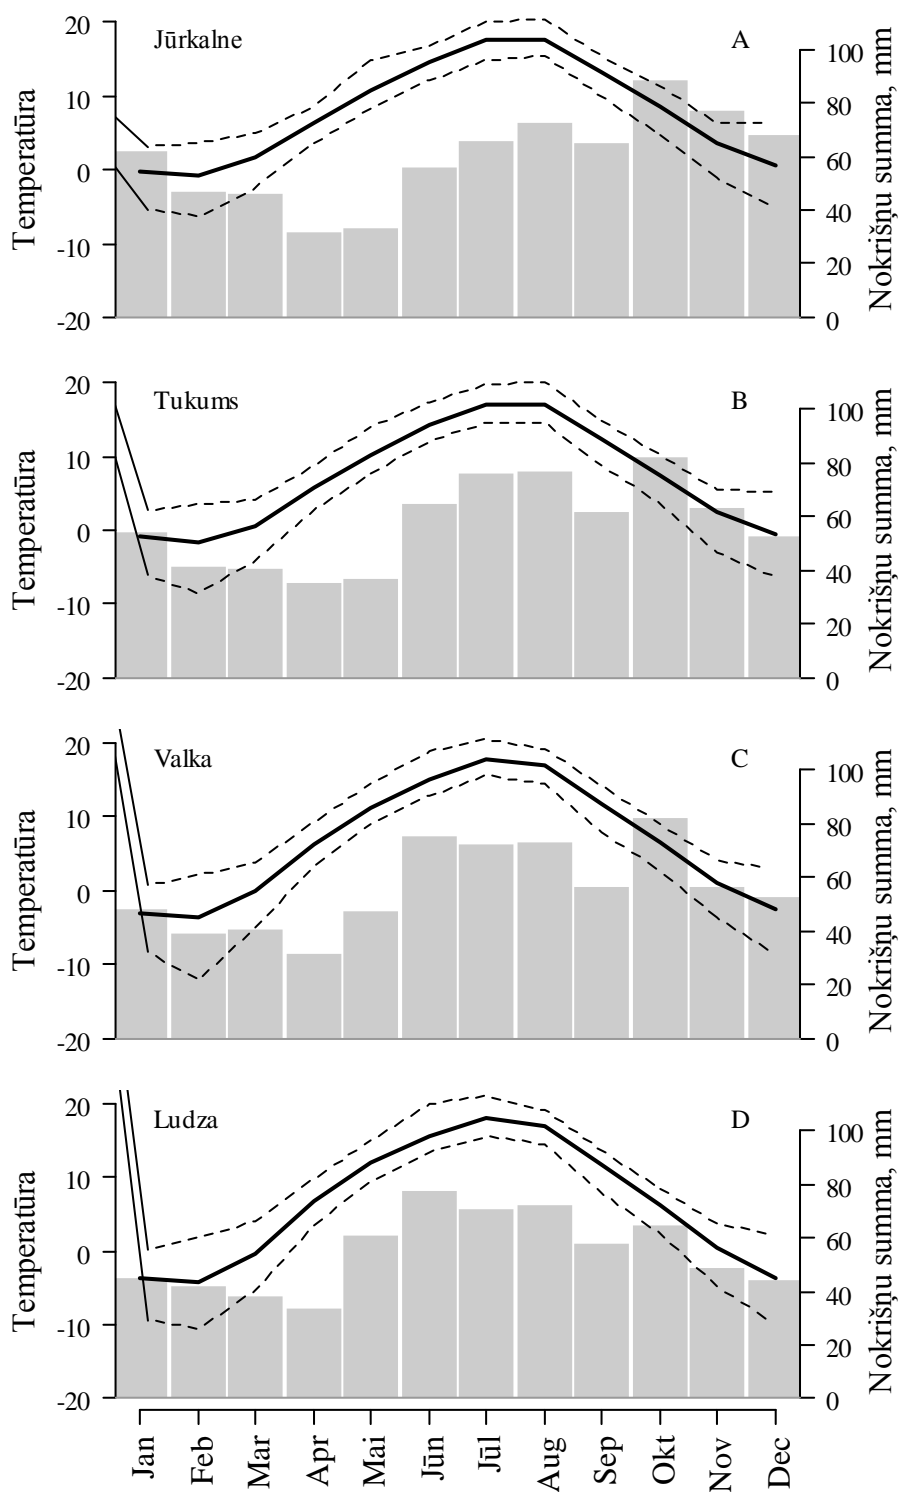 Jūrkalne
A
Temperatūra
20
10
0
-10
-20
Nokrišņu summa, mm
100
80
60
40
20
0
Tukums
B
Temperatūra
20
10
0
-10
-20
Nokrišņu summa, mm
100
80
60
40
20
0
Valka
C
Temperatūra
20
10
0
-10
-20
Nokrišņu summa, mm
100
80
60
40
20
0
Ludza
D
Temperatūra
20
10
0
-10
-20
Nokrišņu summa, mm
100
80
60
40
20
0
Jan Feb Mar Apr Mai Jūn Jūl Aug Sep Okt Nov Dec